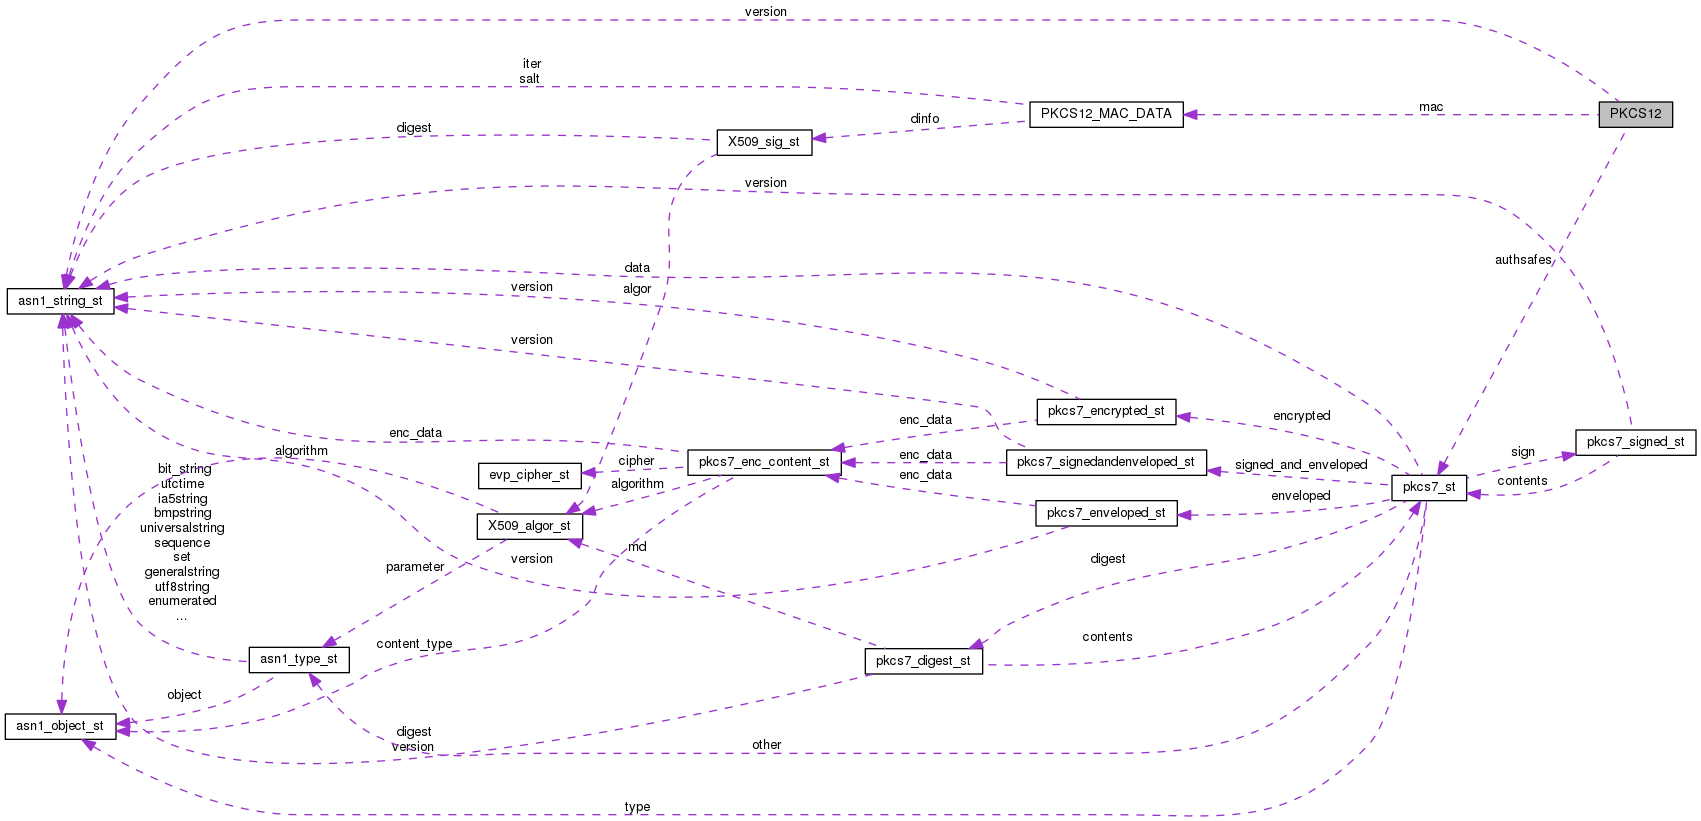 version
iter
salt
mac
PKCS12_MAC_DATA
PKCS12
dinfo
digest
X509_sig_st
version
authsafes
data
version
algor
asn1_string_st
version
pkcs7_encrypted_st
encrypted
enc_data
enc_data
pkcs7_signed_st
algorithm
sign
cipher
enc_data
pkcs7_enc_content_st
pkcs7_signedandenveloped_st
signed_and_enveloped
bit_string
evp_cipher_st
enc_data
uctime
algorithm
contents
pkcs7_st
ia5string
enveloped
bmpstring
pkcs7_enveloped_st
universalstring
X509_algor_st
sequence
md
set
version
digest
parameter
generalstring
utf8string
enumerated
...
contents
content_type
asn1_type_st
pkcs7_digest_st
object
asn1_object_st
digest
version
other
type